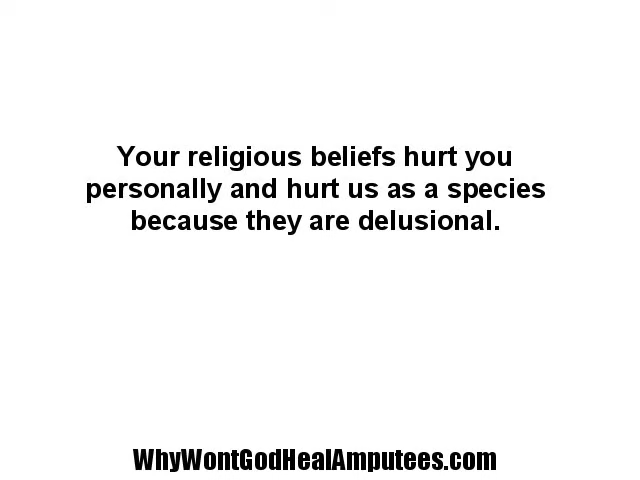 Your religious beliefs hurt you
personally and hurt us as a species
because they are delusional.
WhyWontGodHealAmputees.com